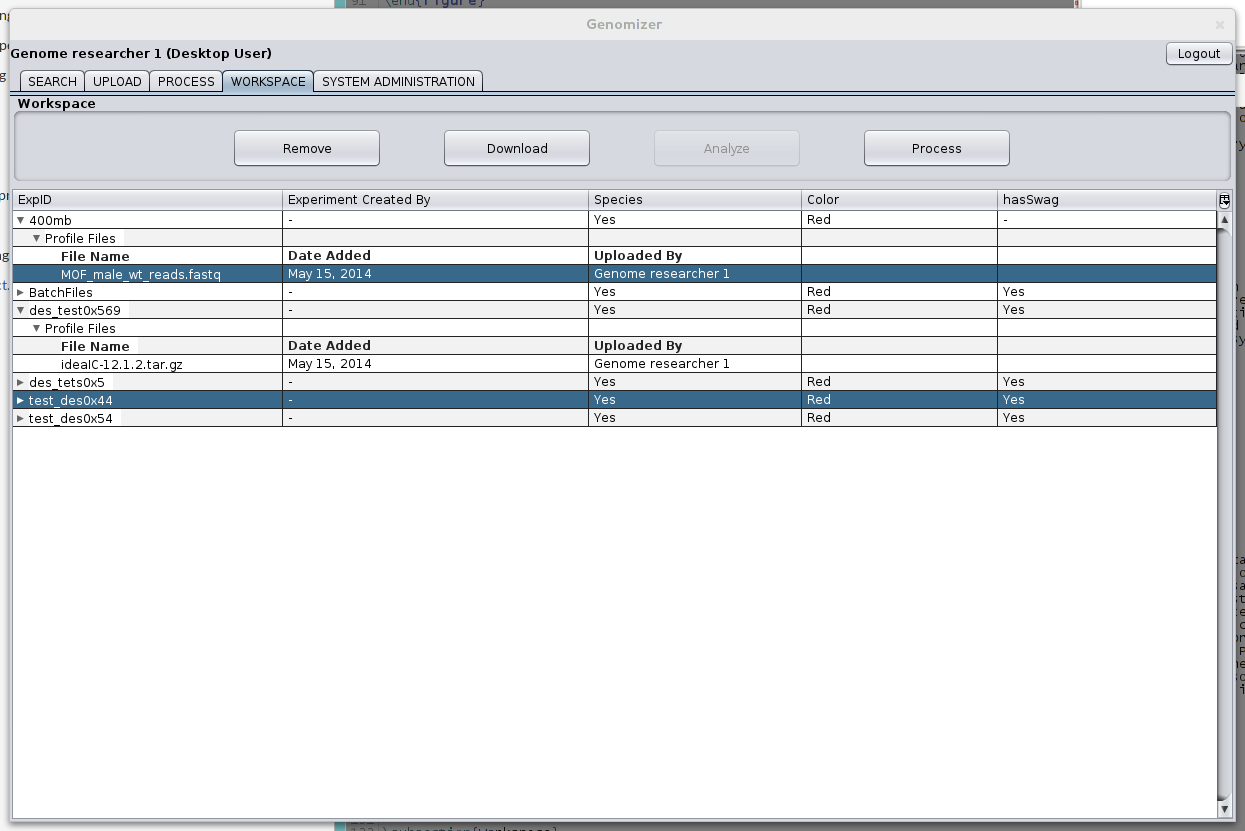 91 \end{figure}
Genomizer
Genome researcher 1 (Desktop User)
Logout
SEARCH UPLOAD PROCESS WORKSPACE SYSTEM ADMINISTRATION
Workspace
Remove Download Analyze Process
ExpID Experiment Created By Species Color hasSwag
400mb - Yes Red -
Profile Files
File Name Date Added Uploaded By
MOF_male_wt_reads.fastq May 15, 2014 Genome researcher 1
BatchFiles - Yes Red Yes
des_test0x569 - Yes Red Yes
Profile Files
File Name Date Added Uploaded By
ideaIC-12.1.2.tar.gz May 15, 2014 Genome researcher 1
des_tets0x5 - Yes Red Yes
test_des0x44 - Yes Red Yes
test_des0x54 - Yes Red Yes